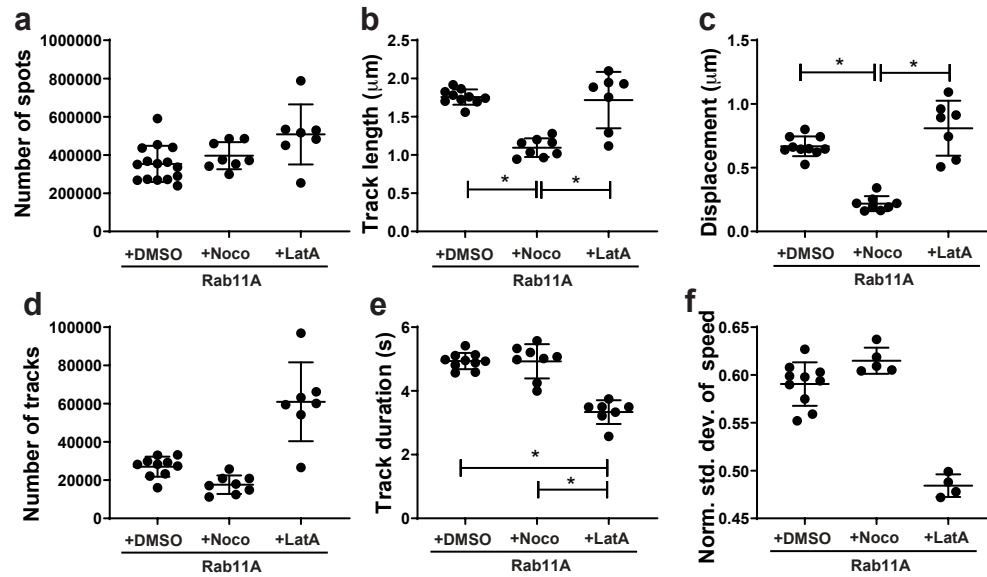 a
Number of spots
1000000
800000
600000
400000
200000
0
+DMSO +Noco +LatA
Rab11A
b
Track length (μm)
2.5
2.0
1.5
1.0
0.5
0.0
* *
+DMSO +Noco +LatA
Rab11A
c
Displacement (μm)
1.5
1.0
0.5
0.0
* *
+DMSO +Noco +LatA
Rab11A
d
Number of tracks
100000
80000
60000
40000
20000
0
+DMSO +Noco +LatA
Rab11A
e
Track duration (s)
8
6
4
2
0
*
*
+DMSO +Noco +LatA
Rab11A
f
Norm. std. dev. of speed
0.65
0.60
0.55
0.50
0.45
+DMSO +Noco +LatA
Rab11A